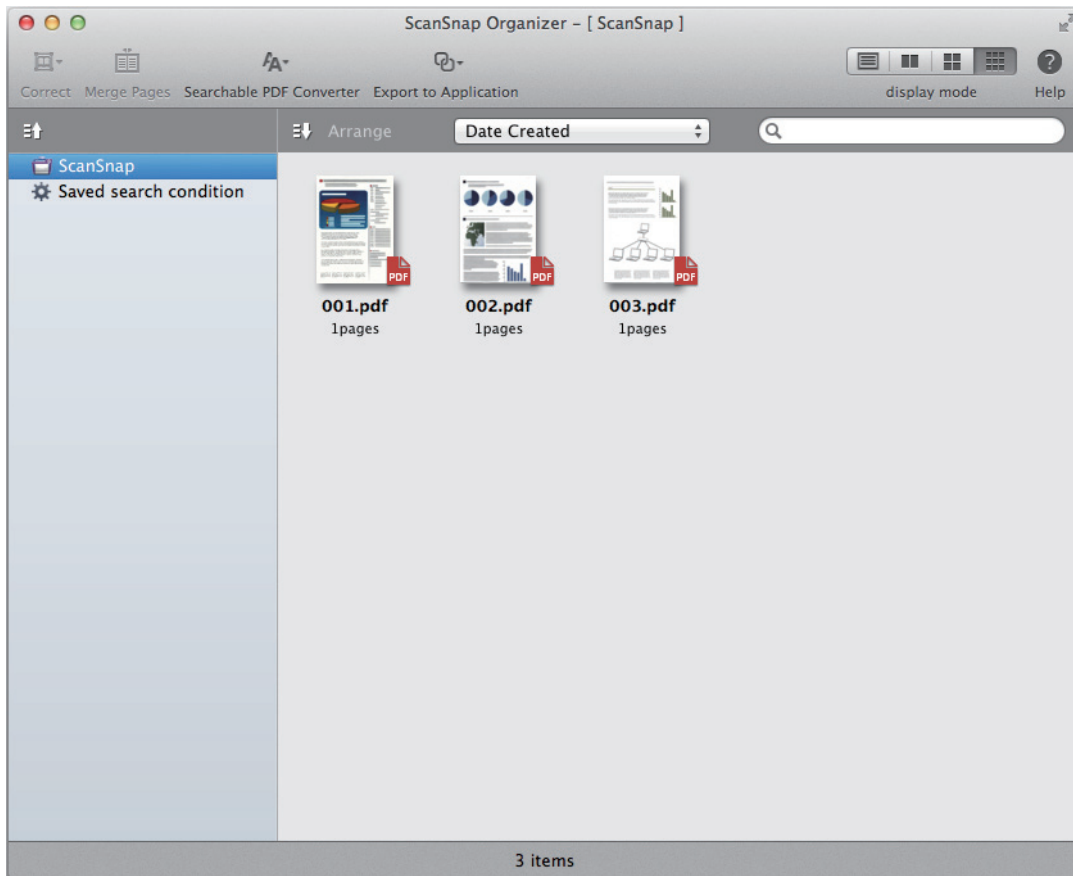 ScanSnap Organizer – [ ScanSnap ]
Correct Merge Pages Searchable PDF Converter Export to Application display mode Help
Arrange Date Created
ScanSnap
Saved search condition
PDF PDF PDF
001.pdf 002.pdf 003.pdf
1pages 1pages 1pages
3 items